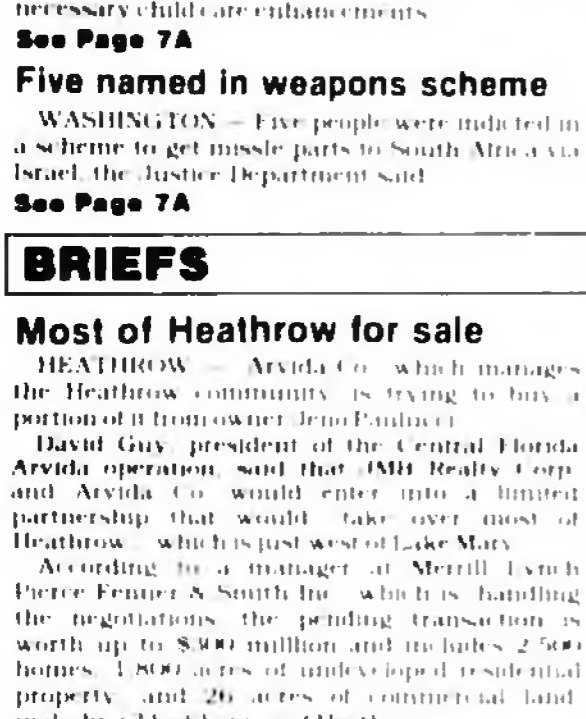 necessary child care enhancements
See Page 7A
Five named in weapons scheme
WASHINGTON — Five people were indicted in
a scheme to get missle parts to South Africa via
Israel, the Justice Department said
See Page 7A
BRIEFS
Most of Heathrow for sale
HEATHROW — Arvida Co. which manages
the Heathrow community, is trying to buy a
portion of it from owner Jeno Paulucci
David Guy, president of the Central Florida
Arvida operation, said that JMB Realty Corp.
and Arvida Co. would enter into a limited
partnership that would take over most of
Heathrow which is just west of Lake Mary
According to a manager at Merrill Lynch
Pierce Fenner & Smith Inc. which is handling
the negotiations, the pending transaction is
worth up to $300 milllion and includes 2,500
homes, 1,800 acres of undeveloped residential
property and 26 acres of commercial land